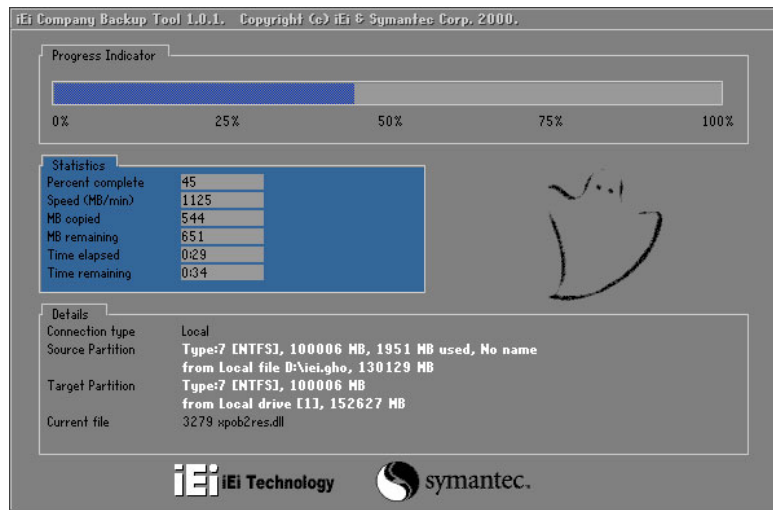 iEi Company Backup Tool 1.0.1. Copyright (c) iEi & Symantec Corp. 2000.
Progress Indicator
0% 25% 50% 75% 100%
Statistics
Percent complete 45
Speed (MB/min) 1125
MB copied 544
MB remaining 651
Time elapsed 0:29
Time remaining 0:34
Details
Connection type Local
Source Partition Type:7 [NTFS], 100006 MB, 1951 MB used, No name
from Local file D:\iei.gho, 130129 MB
Target Partition Type:7 [NTFS], 100006 MB
from Local drive [1], 152627 MB
Current file 3279 xpob2res.dll
iEi iEi Technology symantec.